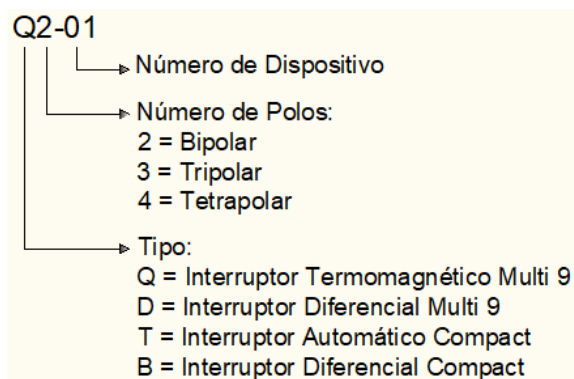 Q2-01
Número de Dispositivo
Número de Polos:
2 = Bipolar
3 = Tripolar
4 = Tetrapolar
Tipo:
Q = Interruptor Termomagnético Multi 9
D = Interruptor Diferencial Multi 9
T = Interruptor Automático Compact
B = Interruptor Diferencial Compact